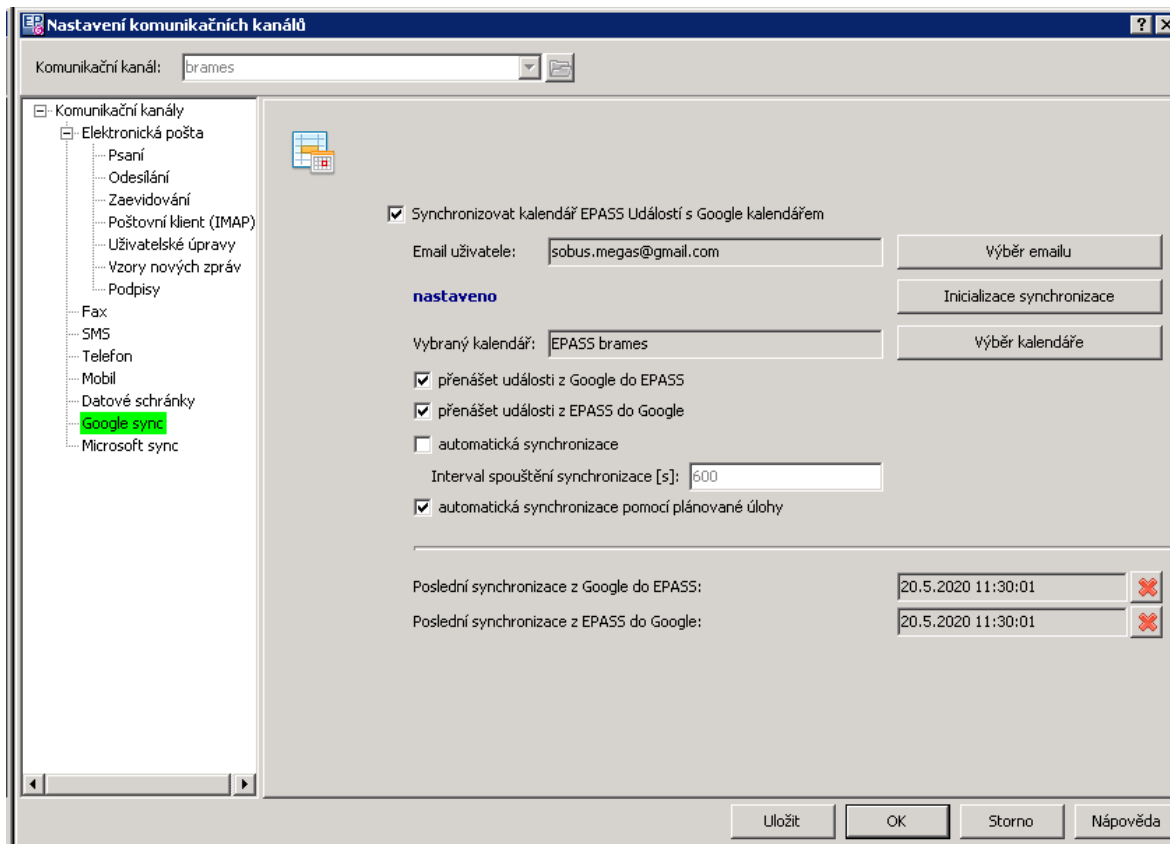 Nastavení komunikačních kanálů
Komunikační kanál: brames
Komunikační kanály
Elektronická pošta
Psaní
Odesílání
Zaevidování
Poštovní klient (IMAP)
Uživatelské úpravy
Vzory nových zpráv
Podpisy
Fax
SMS
Telefon
Mobil
Datové schránky
Google sync
Microsoft sync
Synchronizovat kalendář EPASS Událostí s Google kalendářem
Email uživatele: sobus.megas@gmail.com Výběr emailu
nastaveno Inicializace synchronizace
Vybraný kalendář: EPASS brames Výběr kalendáře
přenášet události z Google do EPASS
přenášet události z EPASS do Google
automatická synchronizace
Interval spouštění synchronizace [s]: 600
automatická synchronizace pomocí plánované úlohy
Poslední synchronizace z Google do EPASS: 20.5.2020 11:30:01
Poslední synchronizace z EPASS do Google: 20.5.2020 11:30:01
Uložit OK Storno Nápověda